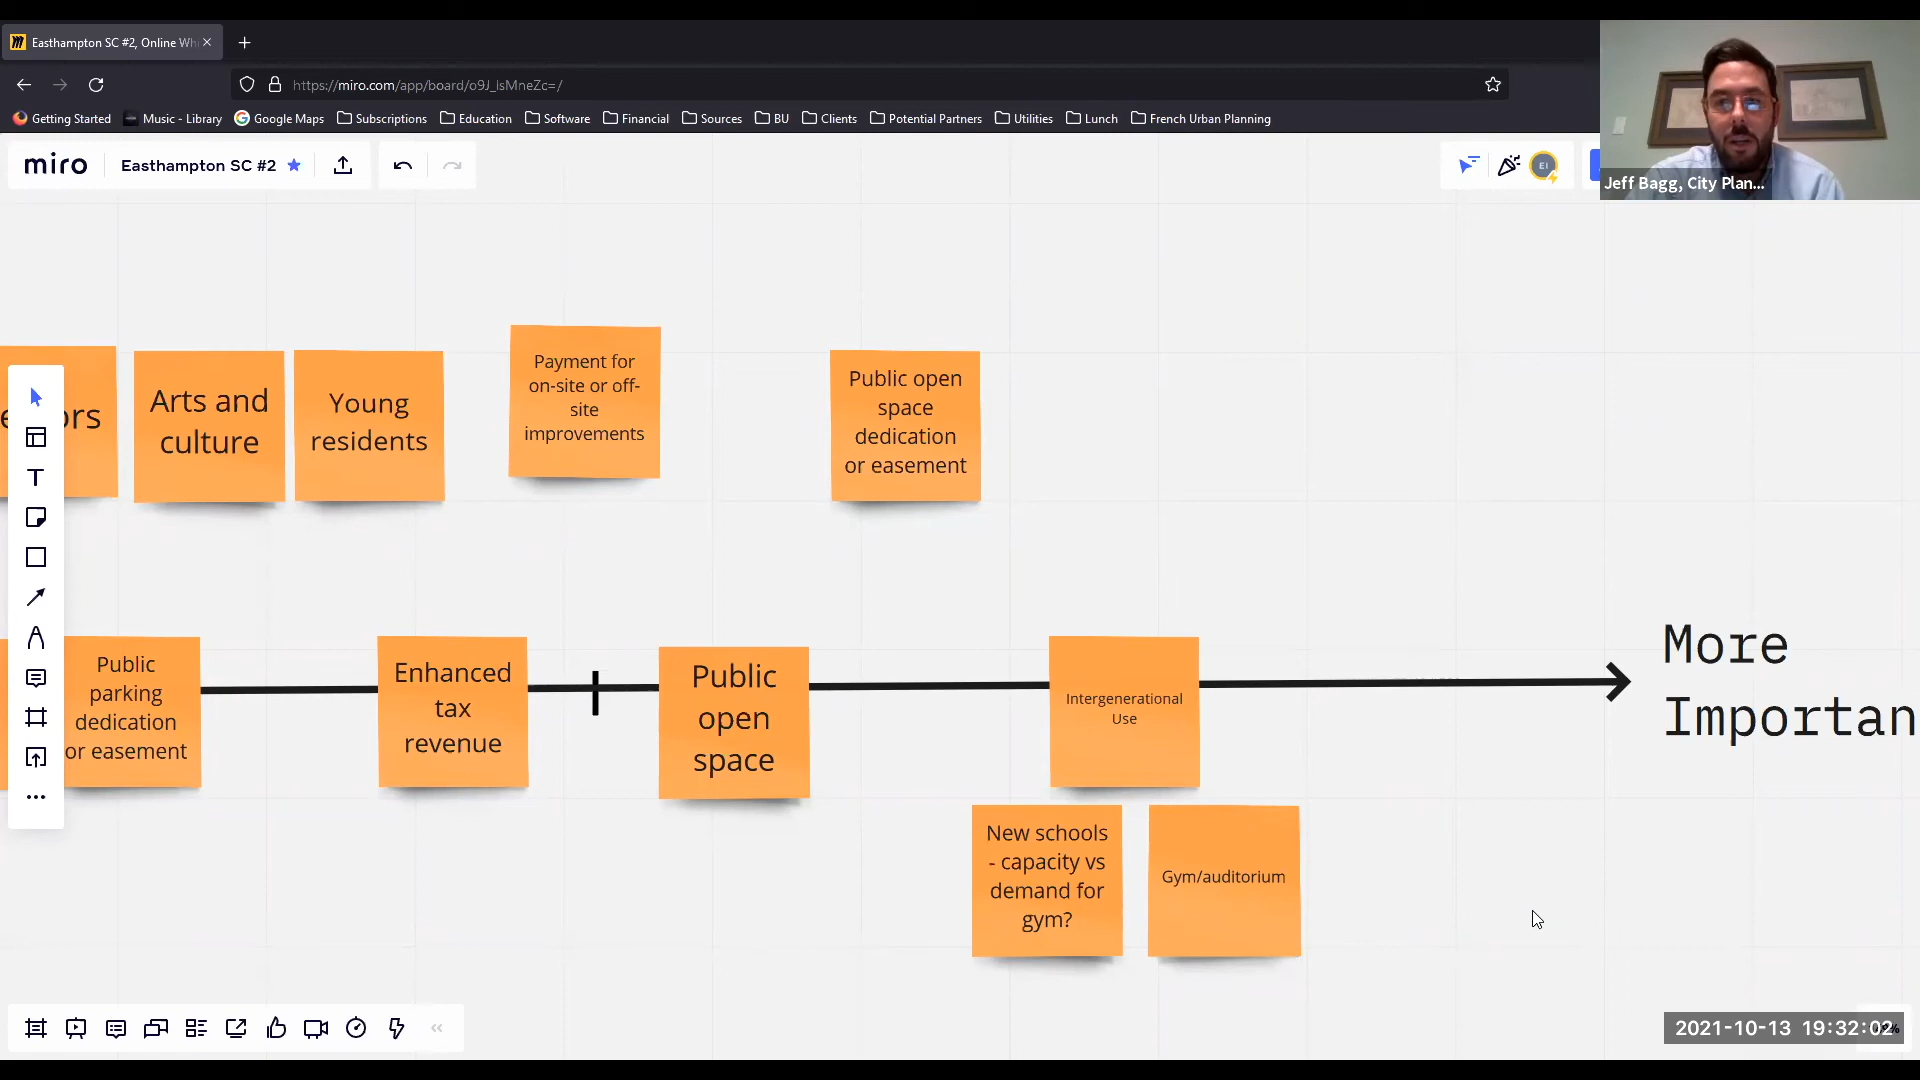 Easthampton SC #2, Online Wh
https://miro.com/app/board/o9J_lsMneZc=/
Getting Started
Music - Library
Google Maps
Subscriptions
Education
Software
Financial
Sources
BU
Clients
Potential Partners
Utilities
Lunch
French Urban Planning
miro
Easthampton SC #2
EI
Jeff Bagg, City Plan...
ors
Arts and
culture
Young
residents
Payment for
on-site or off-
site
improvements
Public open
space
dedication
or easement
Public
parking
dedication
or easement
Enhanced
tax
revenue
Public
open
space
Intergenerational
Use
More
Importan
New schools
- capacity vs
demand for
gym?
Gym/auditorium
2021-10-13 19:32:02